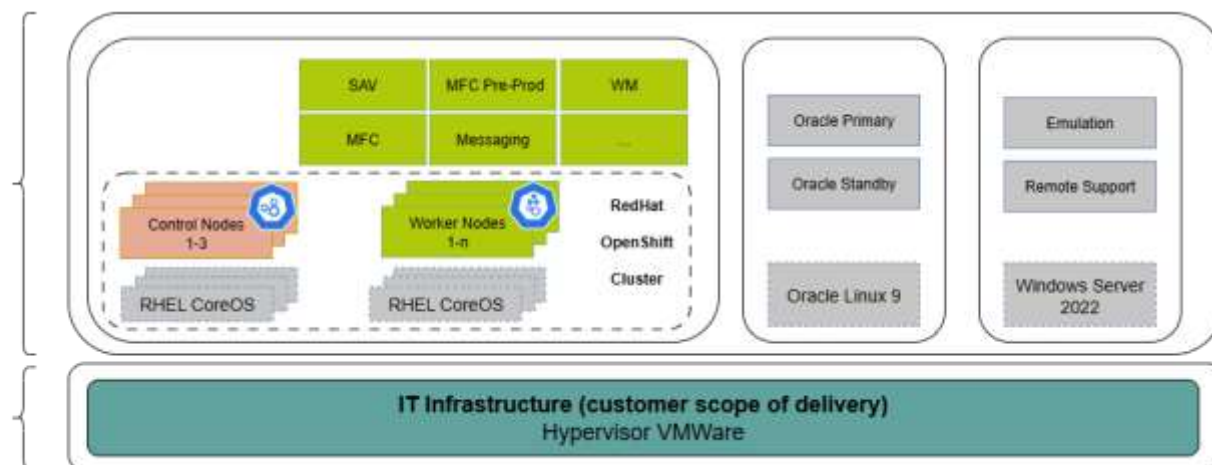 SAV
MFC Pre-Prod
WM
MFC
Messaging
...
Control Nodes
1-3
Worker Nodes
1-n
RedHat
OpenShift
Cluster
RHEL CoreOS
RHEL CoreOS
Oracle Primary
Oracle Standby
Oracle Linux 9
Emulation
Remote Support
Windows Server
2022
IT Infrastructure (customer scope of delivery)
Hypervisor VMWare